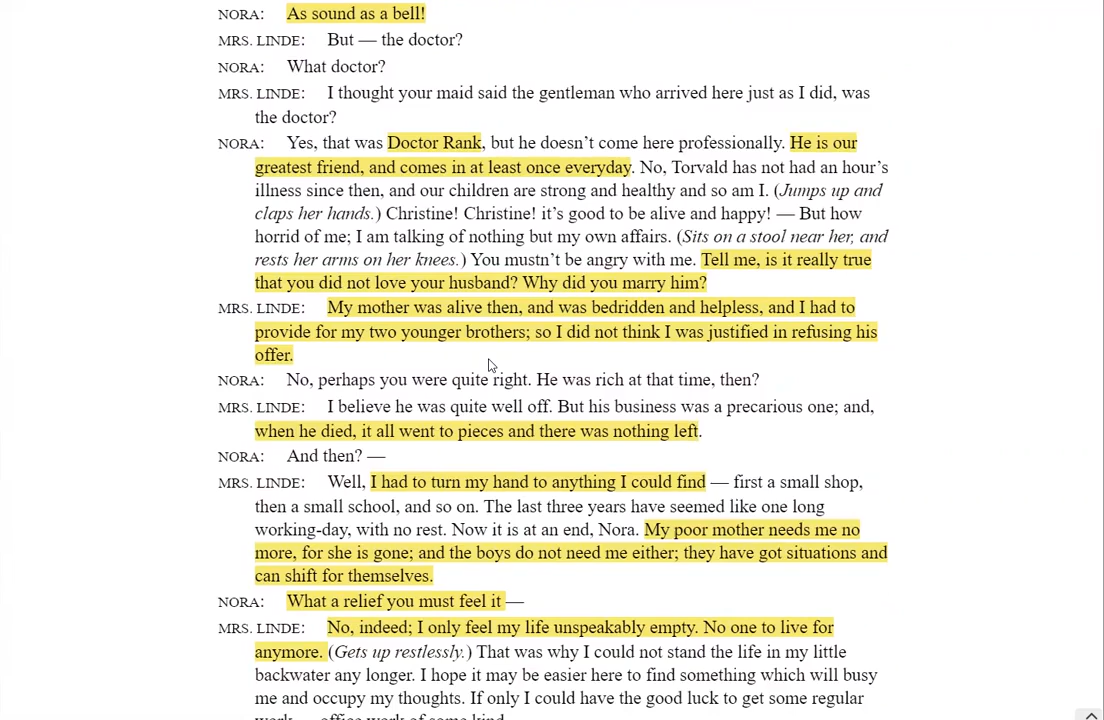 NORA: As sound as a bell!
MRS. LINDE: But — the doctor?
NORA: What doctor?
MRS. LINDE: I thought your maid said the gentleman who arrived here just as I did, was
the doctor?
NORA: Yes, that was Doctor Rank, but he doesn’t come here professionally. He is our
greatest friend, and comes in at least once everyday. No, Torvald has not had an hour’s
illness since then, and our children are strong and healthy and so am I. (Jumps up and
claps her hands.) Christine! Christine! it’s good to be alive and happy! — But how
horrid of me; I am talking of nothing but my own affairs. (Sits on a stool near her, and
rests her arms on her knees.) You mustn’t be angry with me. Tell me, is it really true
that you did not love your husband? Why did you marry him?
MRS. LINDE: My mother was alive then, and was bedridden and helpless, and I had to
provide for my two younger brothers; so I did not think I was justified in refusing his
offer.
NORA: No, perhaps you were quite right. He was rich at that time, then?
MRS. LINDE: I believe he was quite well off. But his business was a precarious one; and,
when he died, it all went to pieces and there was nothing left.
NORA: And then? —
MRS. LINDE: Well, I had to turn my hand to anything I could find — first a small shop,
then a small school, and so on. The last three years have seemed like one long
working-day, with no rest. Now it is at an end, Nora. My poor mother needs me no
more, for she is gone; and the boys do not need me either; they have got situations and
can shift for themselves.
NORA: What a relief you must feel it —
MRS. LINDE: No, indeed; I only feel my life unspeakably empty. No one to live for
anymore. (Gets up restlessly.) That was why I could not stand the life in my little
backwater any longer. I hope it may be easier here to find something which will busy
me and occupy my thoughts. If only I could have the good luck to get some regular
work — office work of some kind